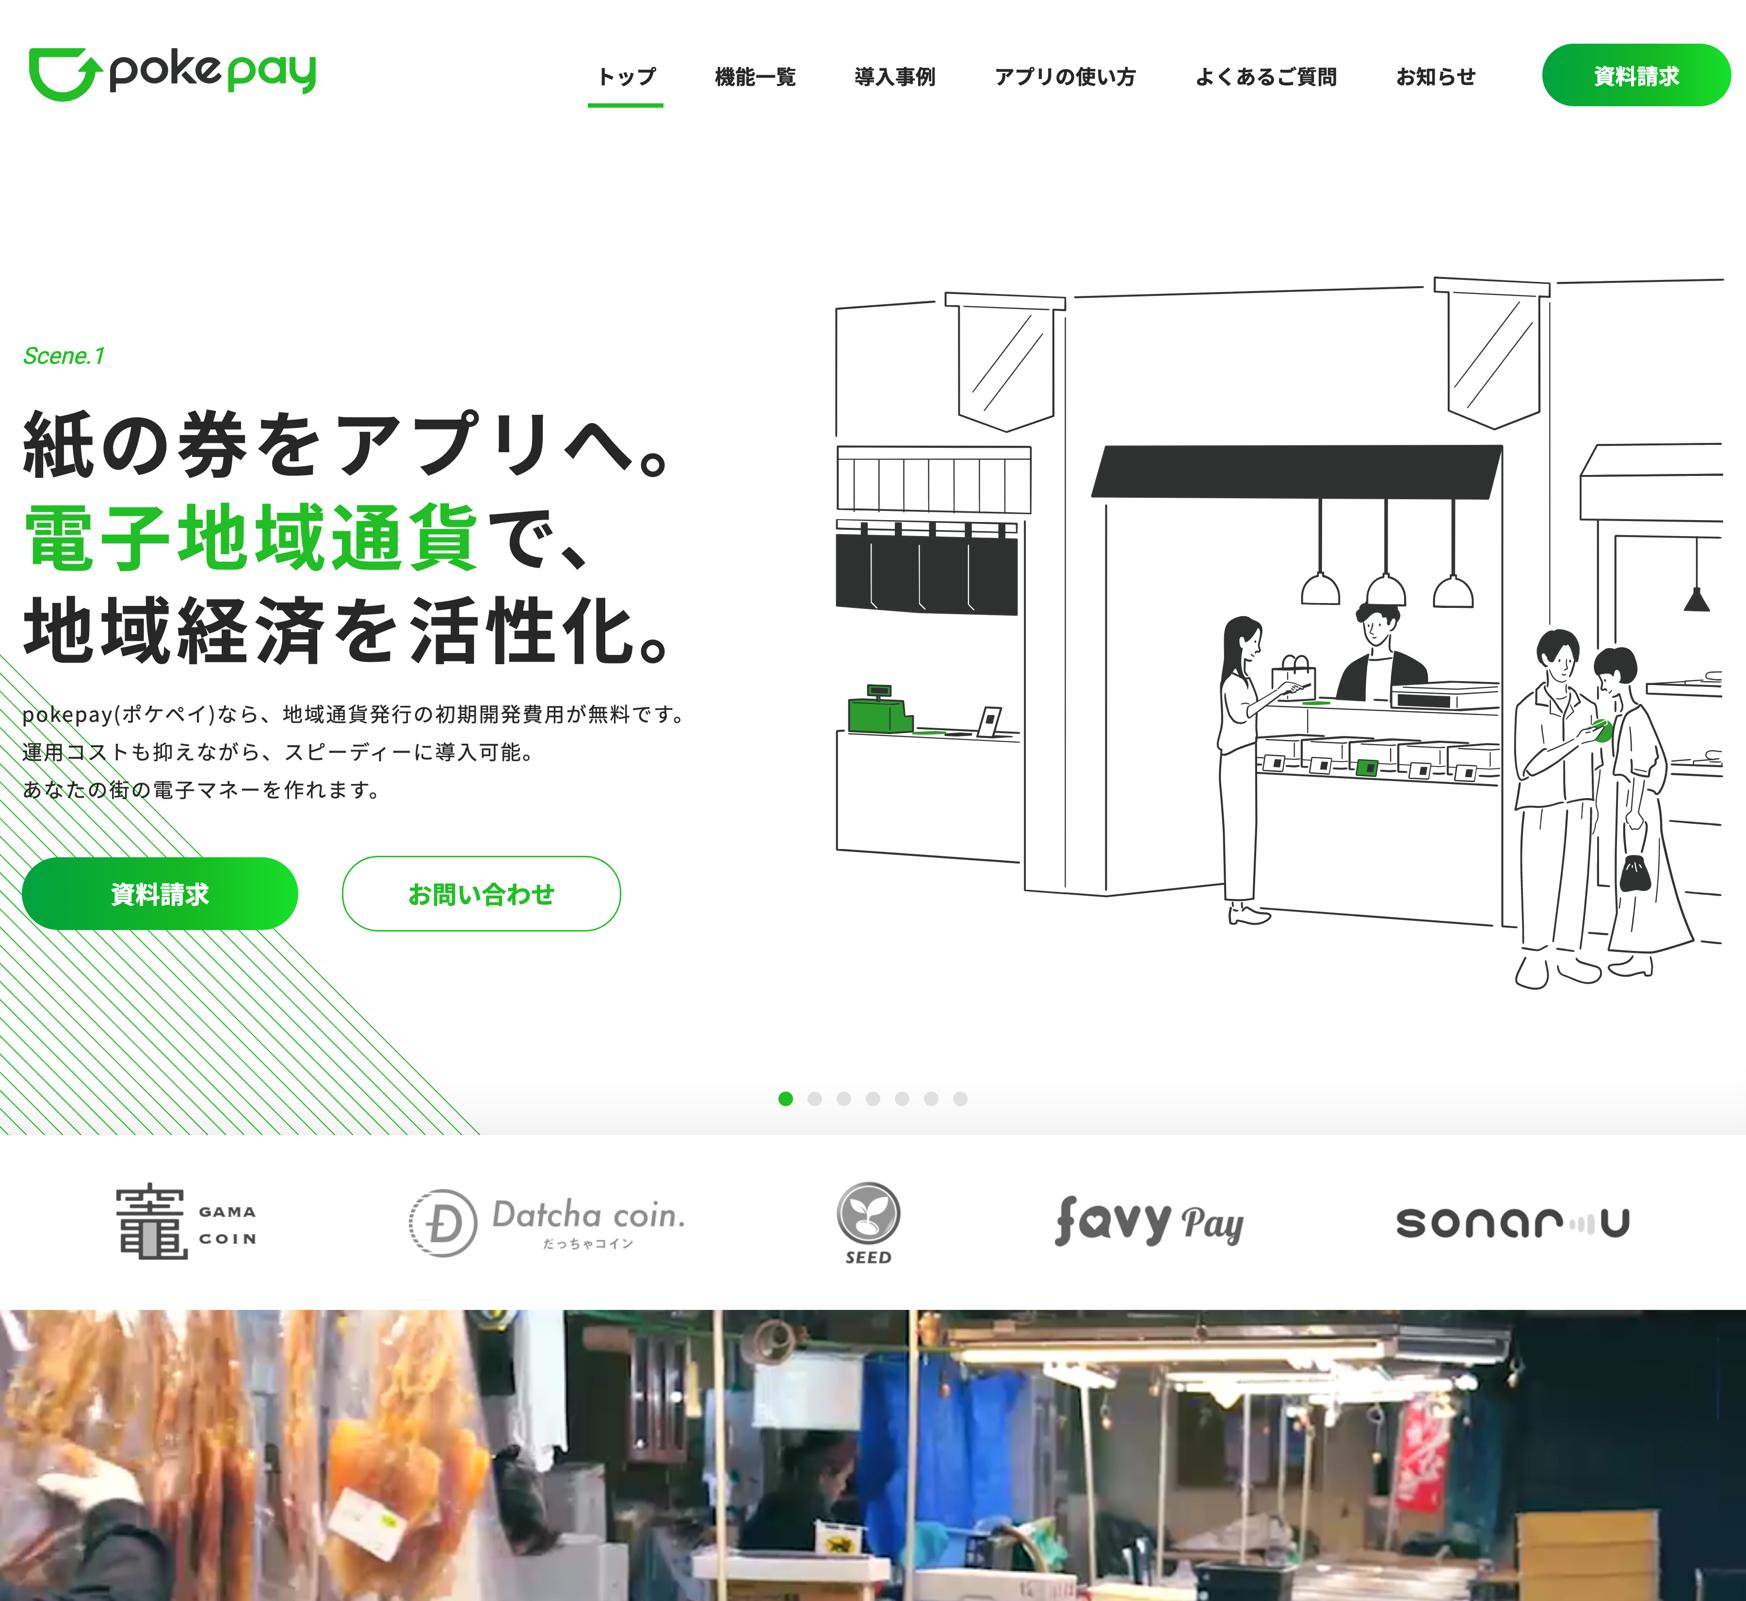 pokepay
トップ
機能一覧
導入事例
アプリの使い方
よくあるご質問
お知らせ
資料請求
Scene.1
紙の券をアプリへ。
電子地域通貨で、
地域経済を活性化。
pokepay(ポケペイ)なら、地域通貨発行の初期開発費用が無料です。
運用コストも抑えながら、スピーディーに導入可能。
あなたの街の電子マネーを作れます。
資料請求
お問い合わせ
竈
GAMA
COIN
Datcha coin.
だっちゃコイン
SEED
favy Pay
sonar u